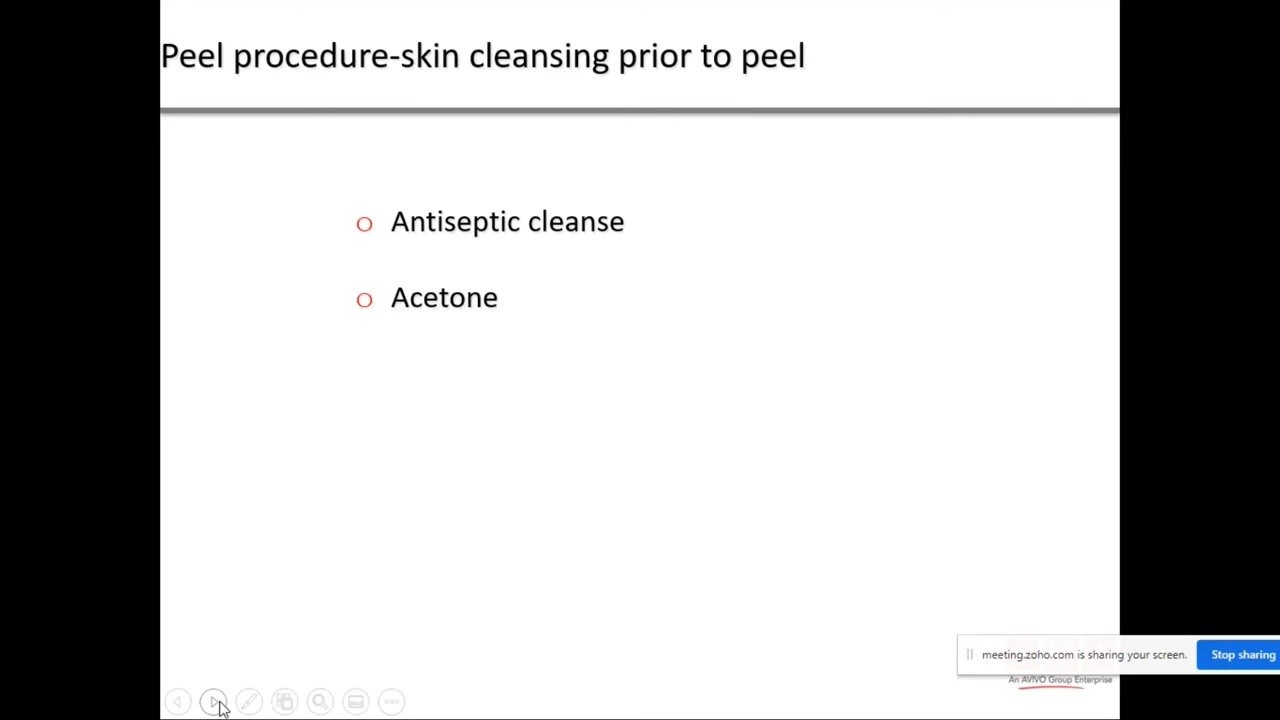 Peel procedure-skin cleansing prior to peel
o Antiseptic cleanse
o Acetone
meeting.zoho.com is sharing your screen.
Stop sharing
An AVIVO Group Enterprise